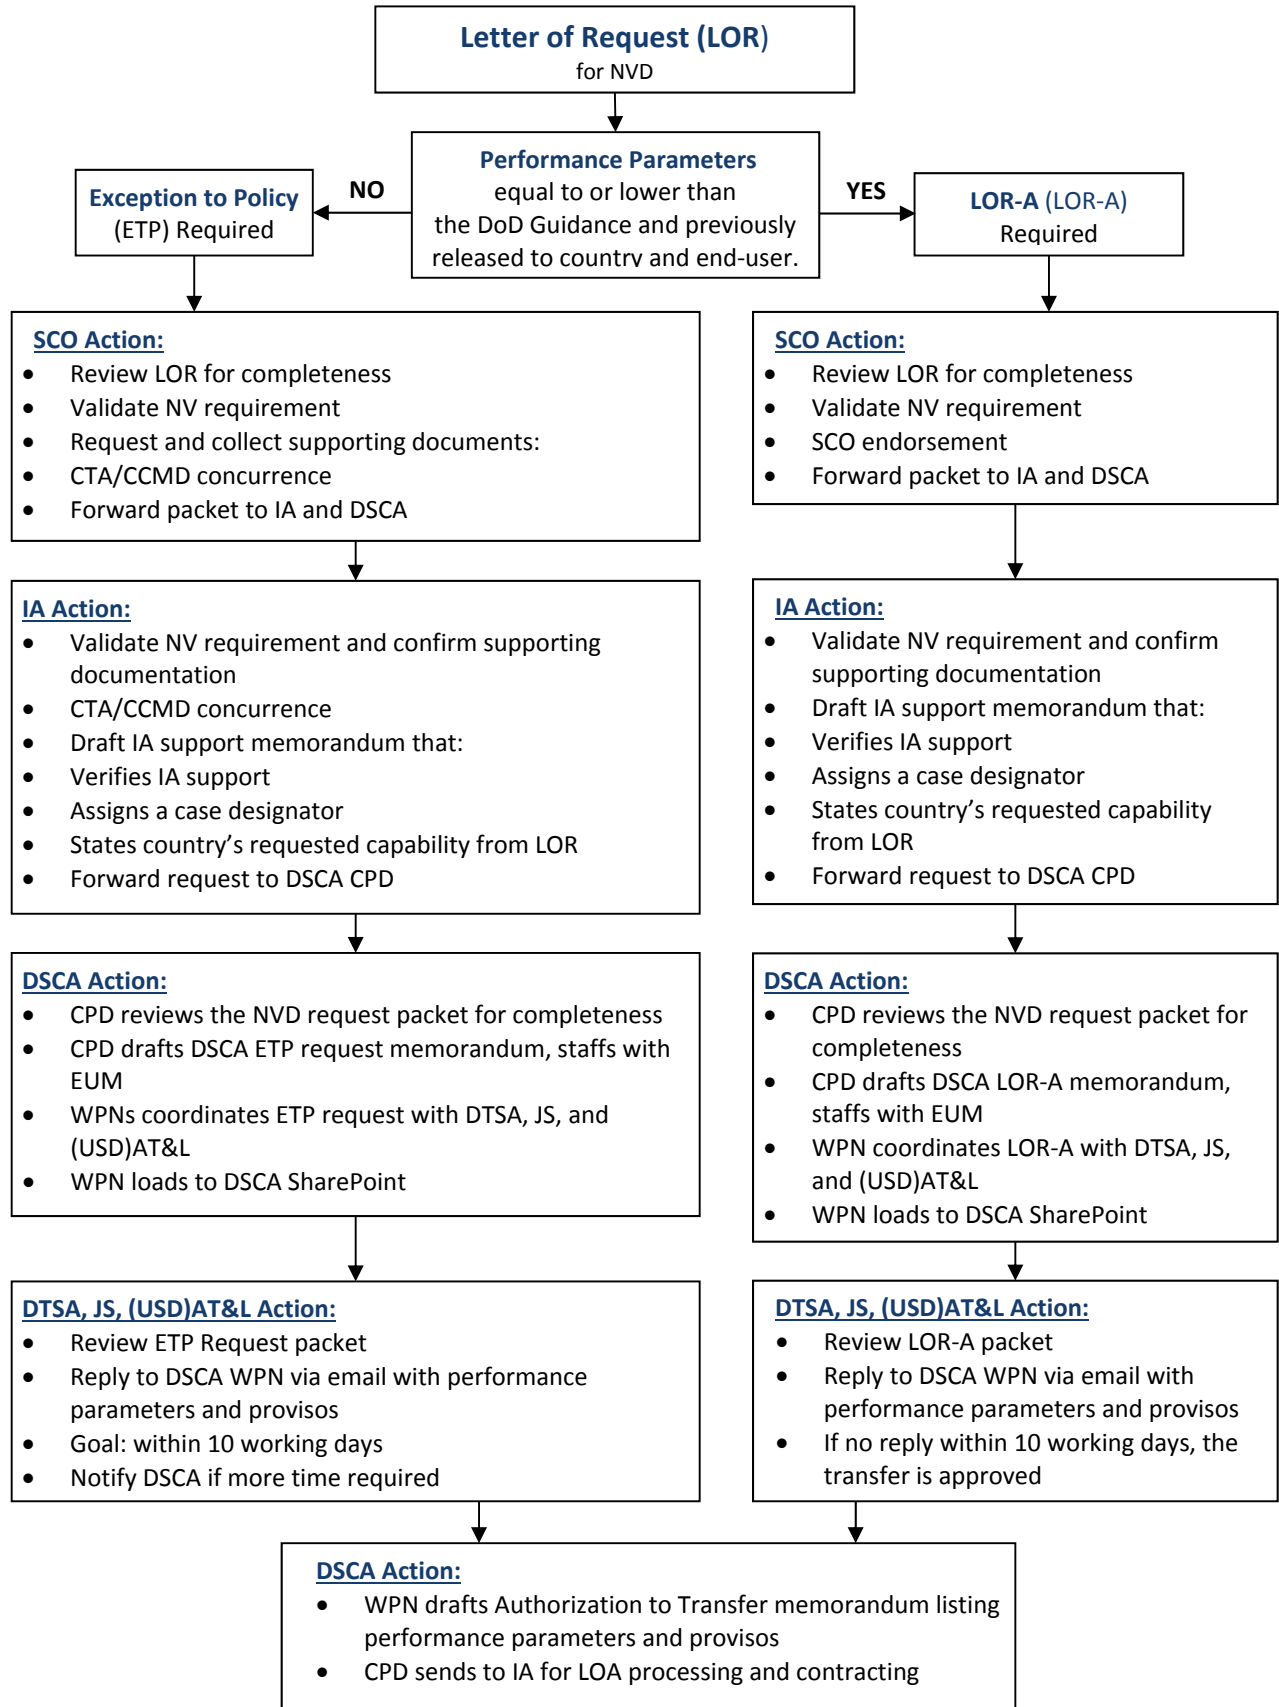 Letter of Request (LOR)
for NVD
Performance Parameters
equal to or lower than
the DoD Guidance and previously
released to country and end-user.
NO
YES
Exception to Policy
(ETP) Required
LOR-A (LOR-A)
Required
SCO Action:
• Review LOR for completeness
• Validate NV requirement
• Request and collect supporting documents:
• CTA/CCMD concurrence
• Forward packet to IA and DSCA
SCO Action:
• Review LOR for completeness
• Validate NV requirement
• SCO endorsement
• Forward packet to IA and DSCA
IA Action:
• Validate NV requirement and confirm supporting
documentation
• CTA/CCMD concurrence
• Draft IA support memorandum that:
• Verifies IA support
• Assigns a case designator
• States country’s requested capability from LOR
• Forward request to DSCA CPD
IA Action:
• Validate NV requirement and confirm
supporting documentation
• Draft IA support memorandum that:
• Verifies IA support
• Assigns a case designator
• States country’s requested capability
from LOR
• Forward request to DSCA CPD
DSCA Action:
• CPD reviews the NVD request packet for completeness
• CPD drafts DSCA ETP request memorandum, staffs with
EUM
• WPNs coordinates ETP request with DTSA, JS, and
(USD)AT&L
• WPN loads to DSCA SharePoint
DSCA Action:
• CPD reviews the NVD request packet for
completeness
• CPD drafts DSCA LOR-A memorandum,
staffs with EUM
• WPN coordinates LOR-A with DTSA, JS,
and (USD)AT&L
• WPN loads to DSCA SharePoint
DTSA, JS, (USD)AT&L Action:
• Review ETP Request packet
• Reply to DSCA WPN via email with performance
parameters and provisos
• Goal: within 10 working days
• Notify DSCA if more time required
DTSA, JS, (USD)AT&L Action:
• Review LOR-A packet
• Reply to DSCA WPN via email with
performance parameters and provisos
• If no reply within 10 working days, the
transfer is approved
DSCA Action:
• WPN drafts Authorization to Transfer memorandum listing
performance parameters and provisos
• CPD sends to IA for LOA processing and contracting